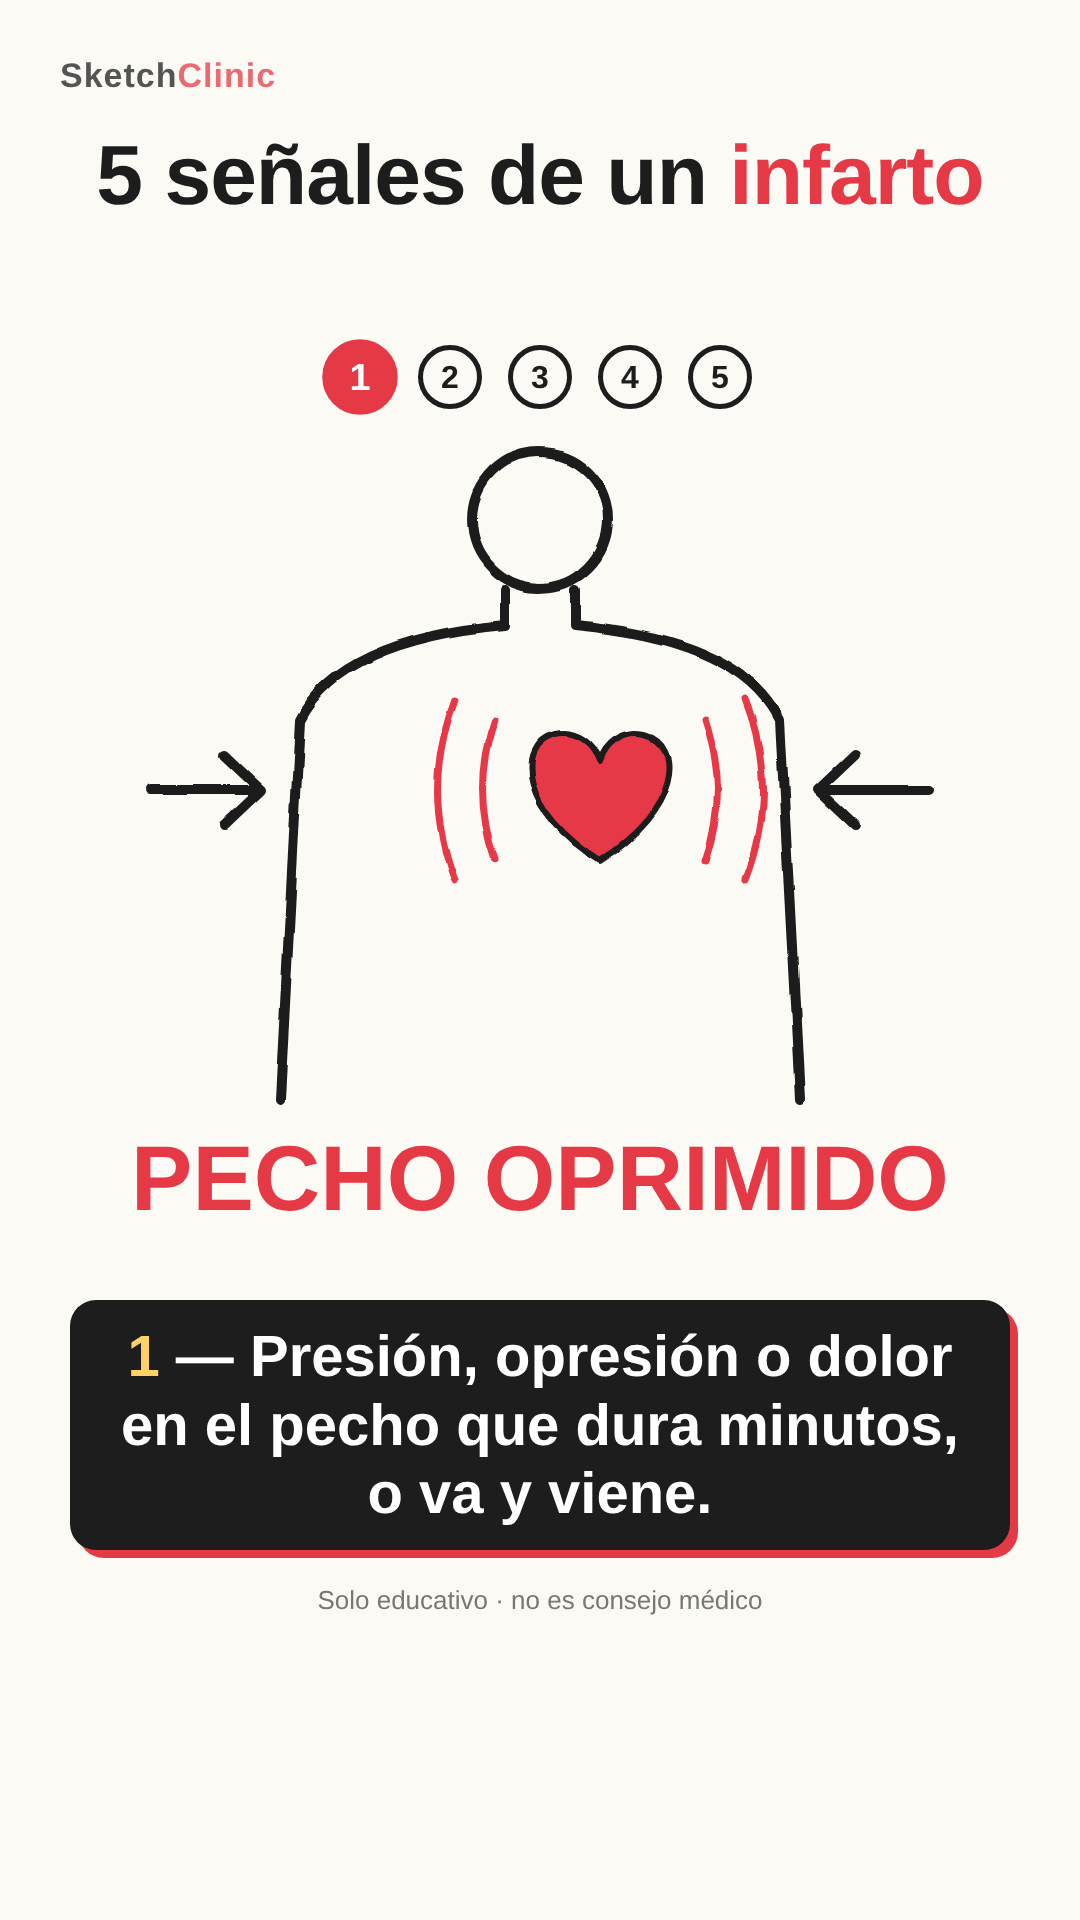 SketchClinic
5 señales de un infarto
1 2 3 4 5
PECHO OPRIMIDO
1 — Presión, opresión o dolor
en el pecho que dura minutos,
o va y viene.
Solo educativo · no es consejo médico